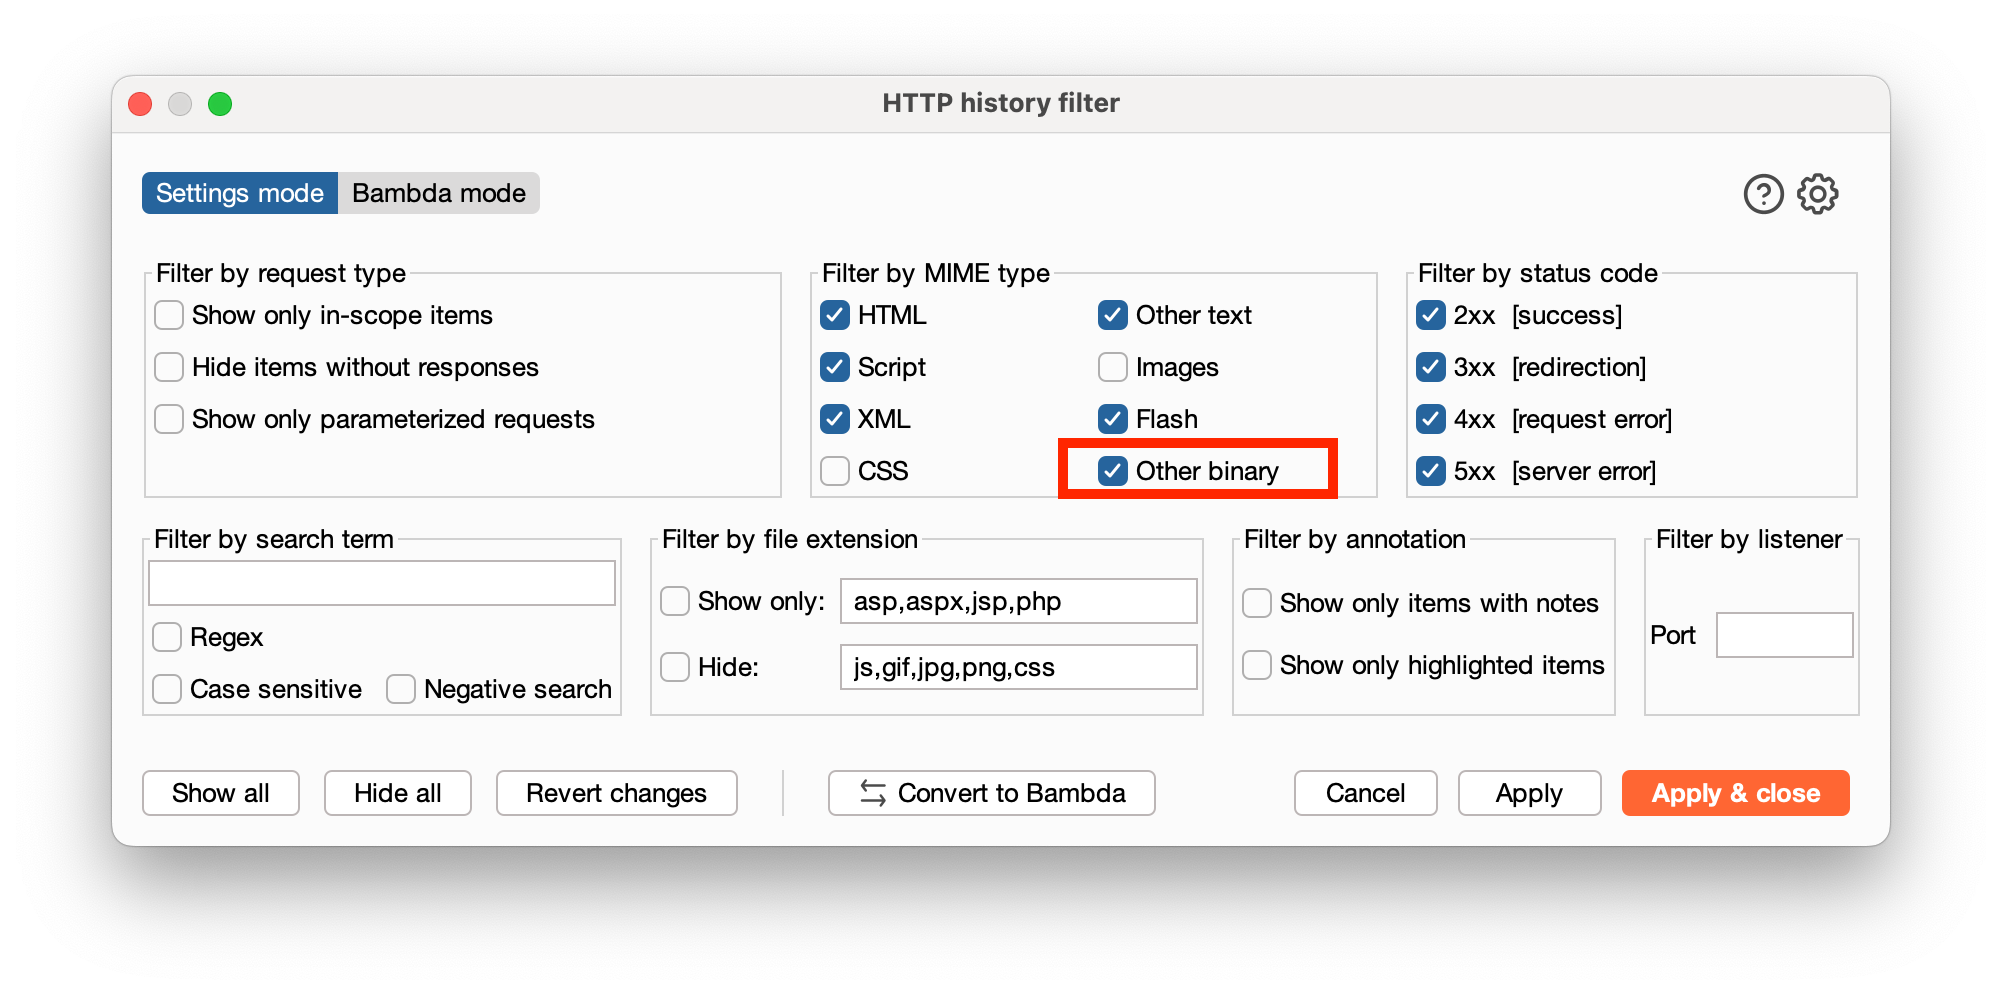 HTTP history filter
Settings mode Bambda mode
Filter by request type
Show only in-scope items
Hide items without responses
Show only parameterized requests
Filter by MIME type
HTML Other text
Script Images
XML Flash
CSS Other binary
Filter by status code
2xx [success]
3xx [redirection]
4xx [request error]
5xx [server error]
Filter by search term
Regex
Case sensitive Negative search
Filter by file extension
Show only: asp,aspx,jsp,php
Hide: js,gif,jpg,png,css
Filter by annotation
Show only items with notes
Show only highlighted items
Filter by listener
Port
Show all Hide all Revert changes Convert to Bambda Cancel Apply Apply & close